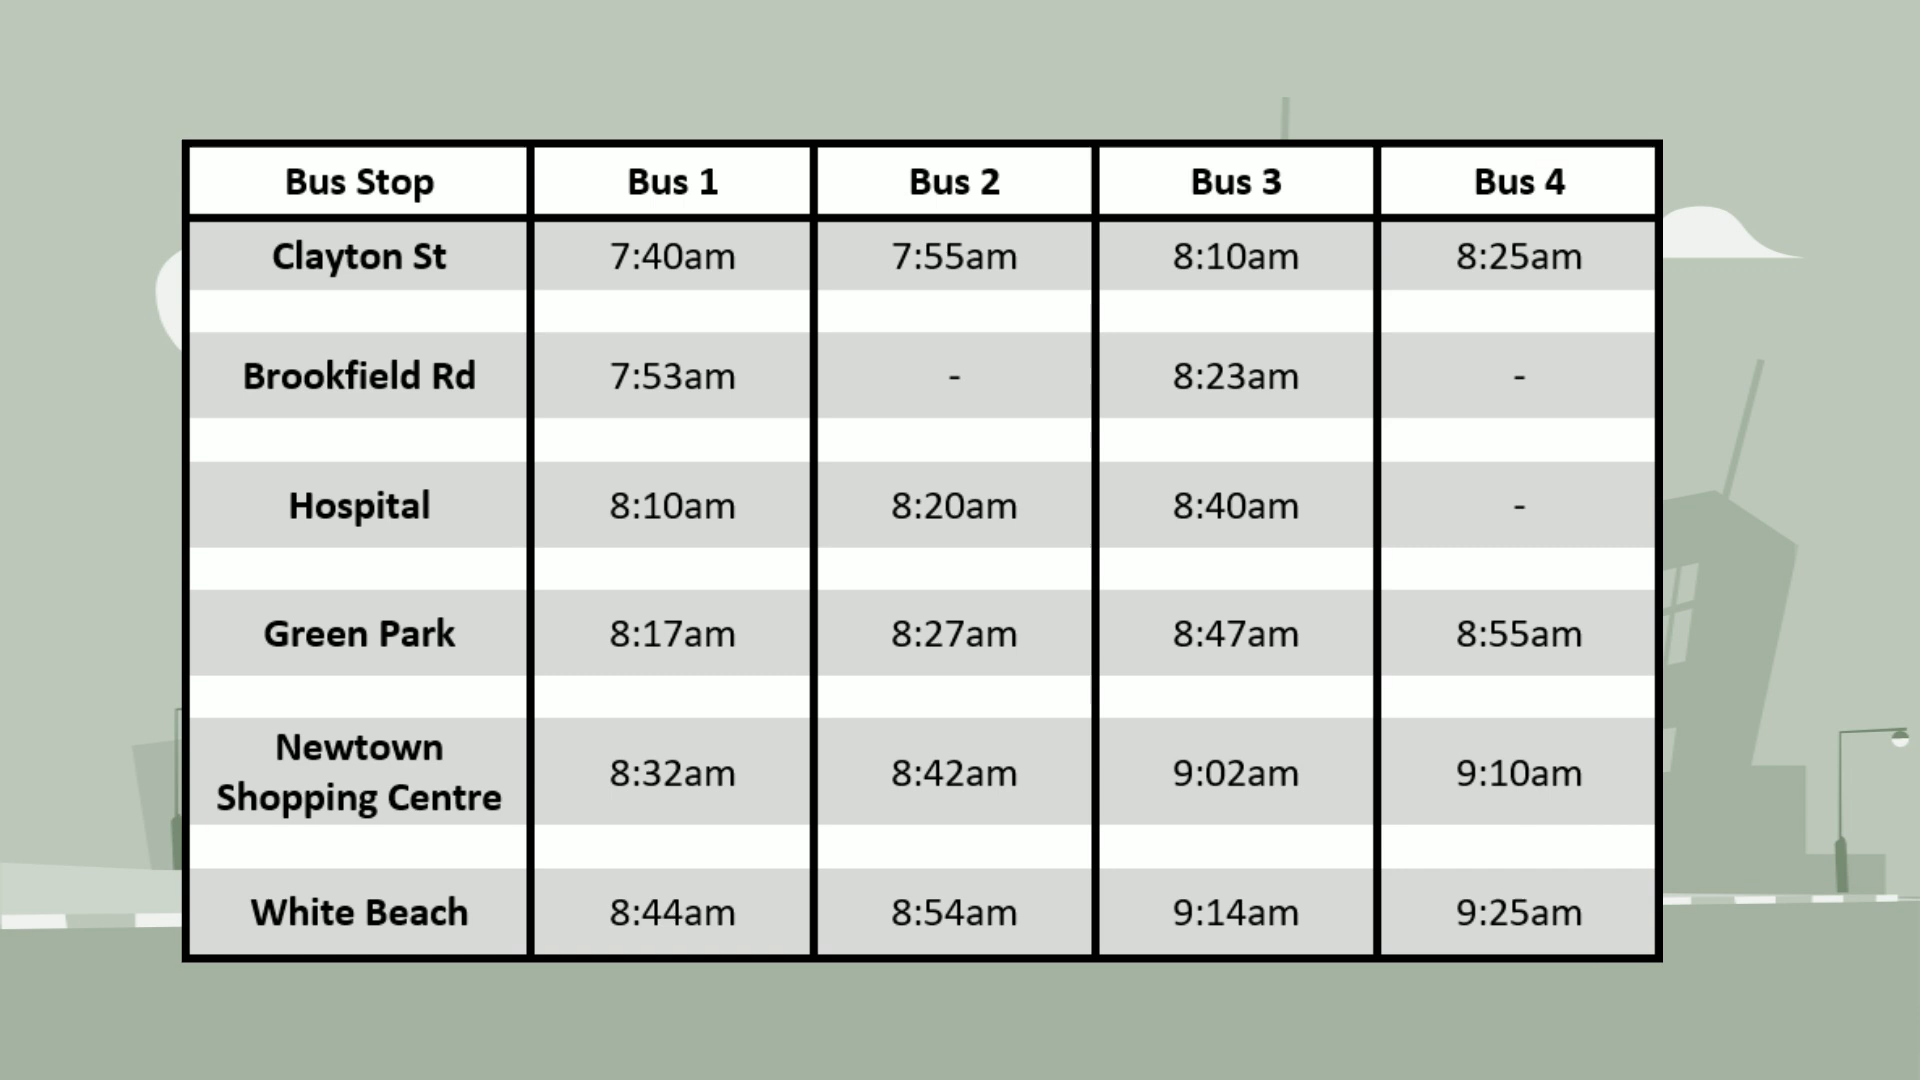 Bus Stop Bus 1 Bus 2 Bus 3 Bus 4
Clayton St 7:40am 7:55am 8:10am 8:25am
Brookfield Rd 7:53am - 8:23am -
Hospital 8:10am 8:20am 8:40am -
Green Park 8:17am 8:27am 8:47am 8:55am
Newtown
Shopping Centre 8:32am 8:42am 9:02am 9:10am
White Beach 8:44am 8:54am 9:14am 9:25am